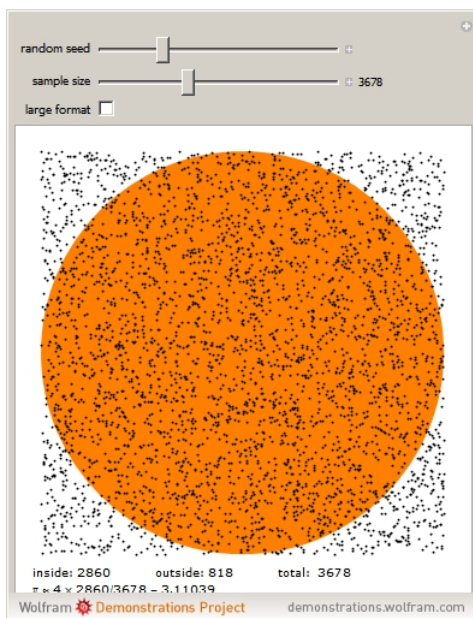 random seed
sample size 3678
large format
inside: 2860 outside: 818 total: 3678
π ≈ 4 × 2860/3678 = 3.11039
Wolfram Demonstrations Project demonstrations.wolfram.com